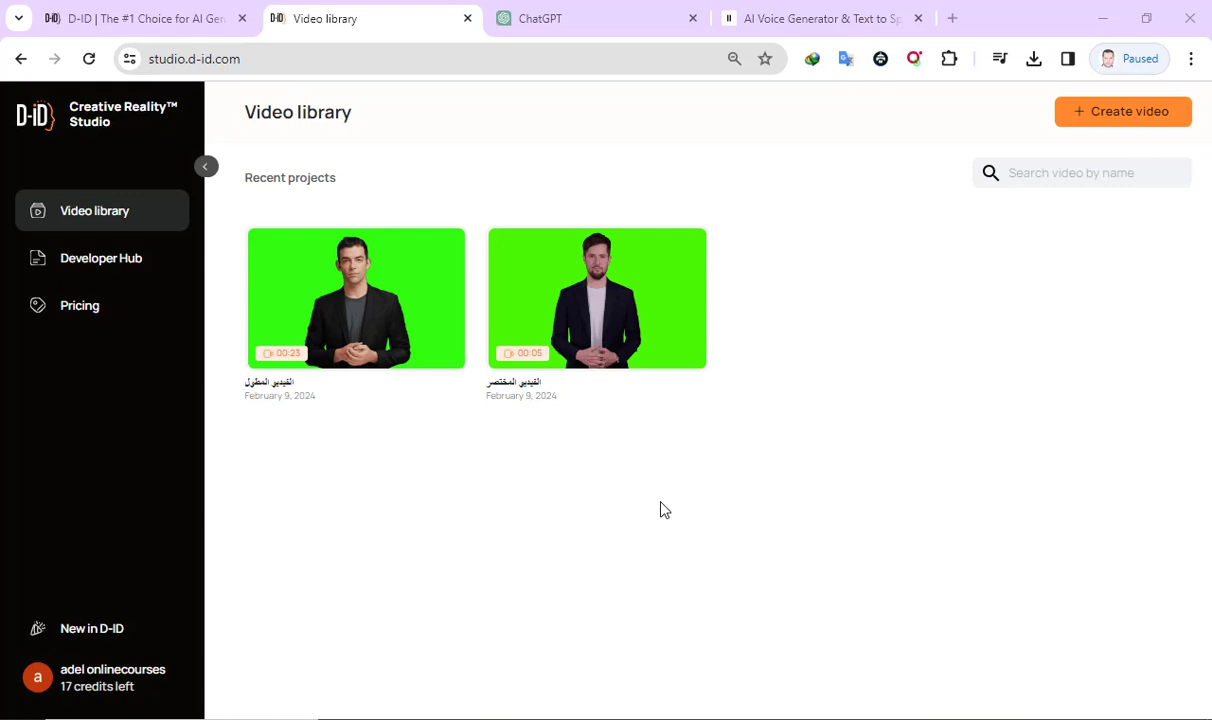 D-ID | The #1 Choice for AI Gen
Video library
ChatGPT
AI Voice Generator & Text to Sp
studio.d-id.com
Paused
D-iD
Creative Reality™
Studio
Video library
+ Create video
Recent projects
Search video by name
Video library
Developer Hub
Pricing
00:23
00:05
الفيديو المطول
الفيديو المختصر
February 9, 2024
February 9, 2024
New in D-ID
a
adel onlinecourses
17 credits left